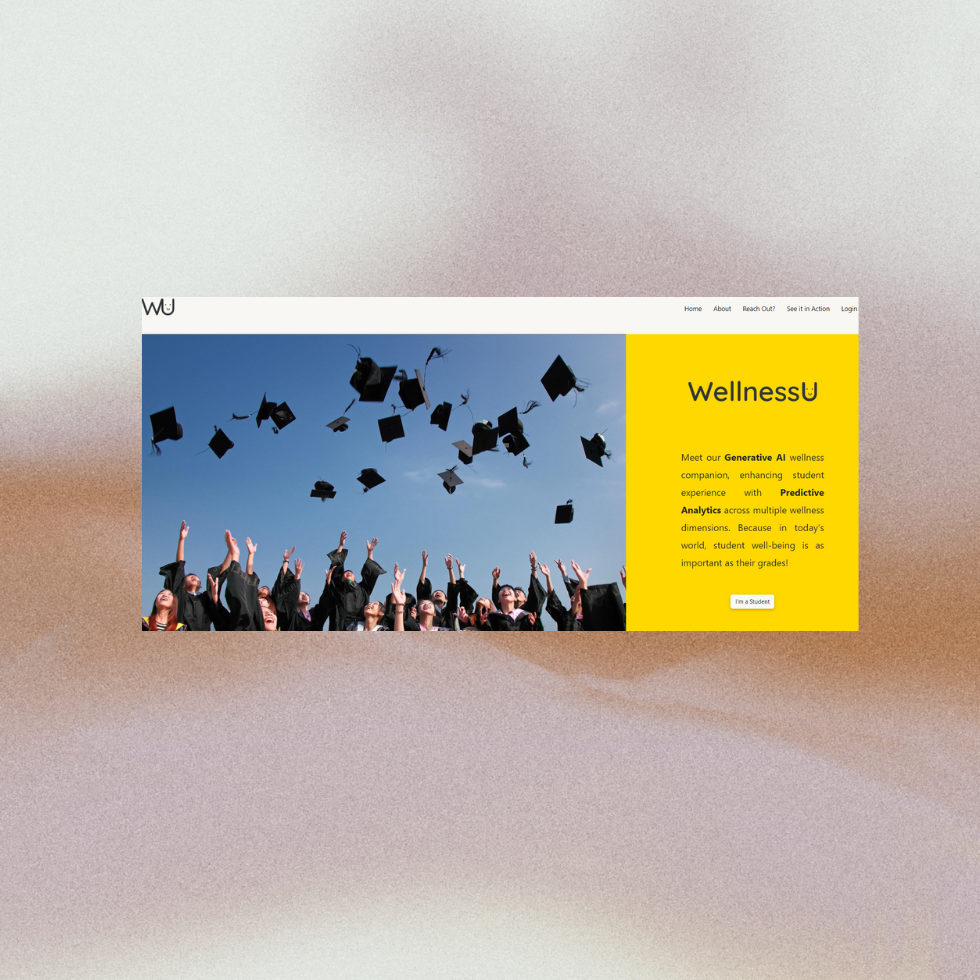 WU
Home About Reach Out? See it in Action Login
WellnessU
Meet our Generative AI wellness
companion, enhancing student
experience with Predictive
Analytics across multiple wellness
dimensions. Because in today's
world, student well-being is as
important as their grades!
I'm a Student